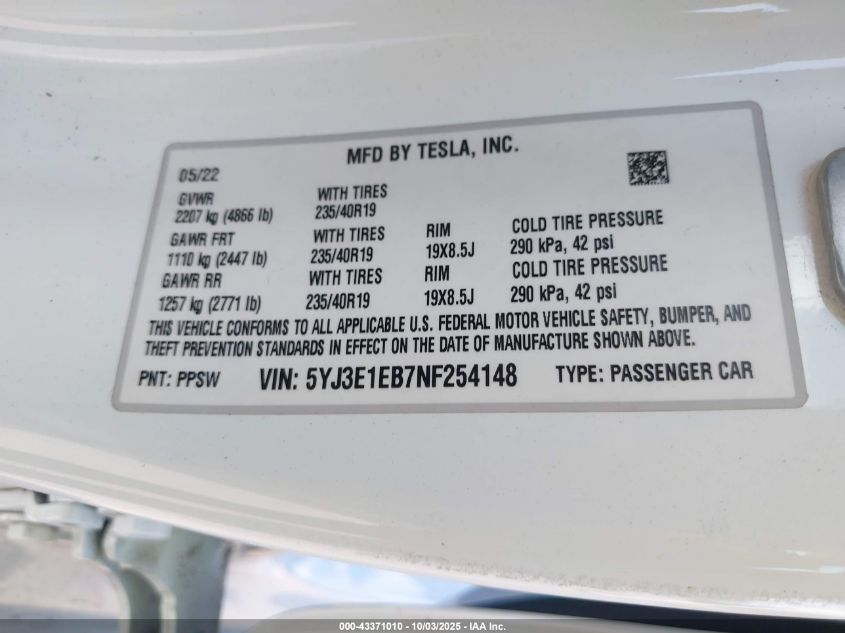 MFD BY TESLA, INC.
05/22
GVWR WITH TIRES
2207 kg (4866 lb) 235/40R19
GAWR FRT WITH TIRES RIM COLD TIRE PRESSURE
1110 kg (2447 lb) 235/40R19 19X8.5J 290 kPa, 42 psi
GAWR RR WITH TIRES RIM COLD TIRE PRESSURE
1257 kg (2771 lb) 235/40R19 19X8.5J 290 kPa, 42 psi
THIS VEHICLE CONFORMS TO ALL APPLICABLE U.S. FEDERAL MOTOR VEHICLE SAFETY, BUMPER, AND
THEFT PREVENTION STANDARDS IN EFFECT ON THE DATE OF MANUFACTURE SHOWN ABOVE.
PNT: PPSW VIN: 5YJ3E1EB7NF254148 TYPE: PASSENGER CAR
000-43371010 - 10/03/2025 - IAA Inc.